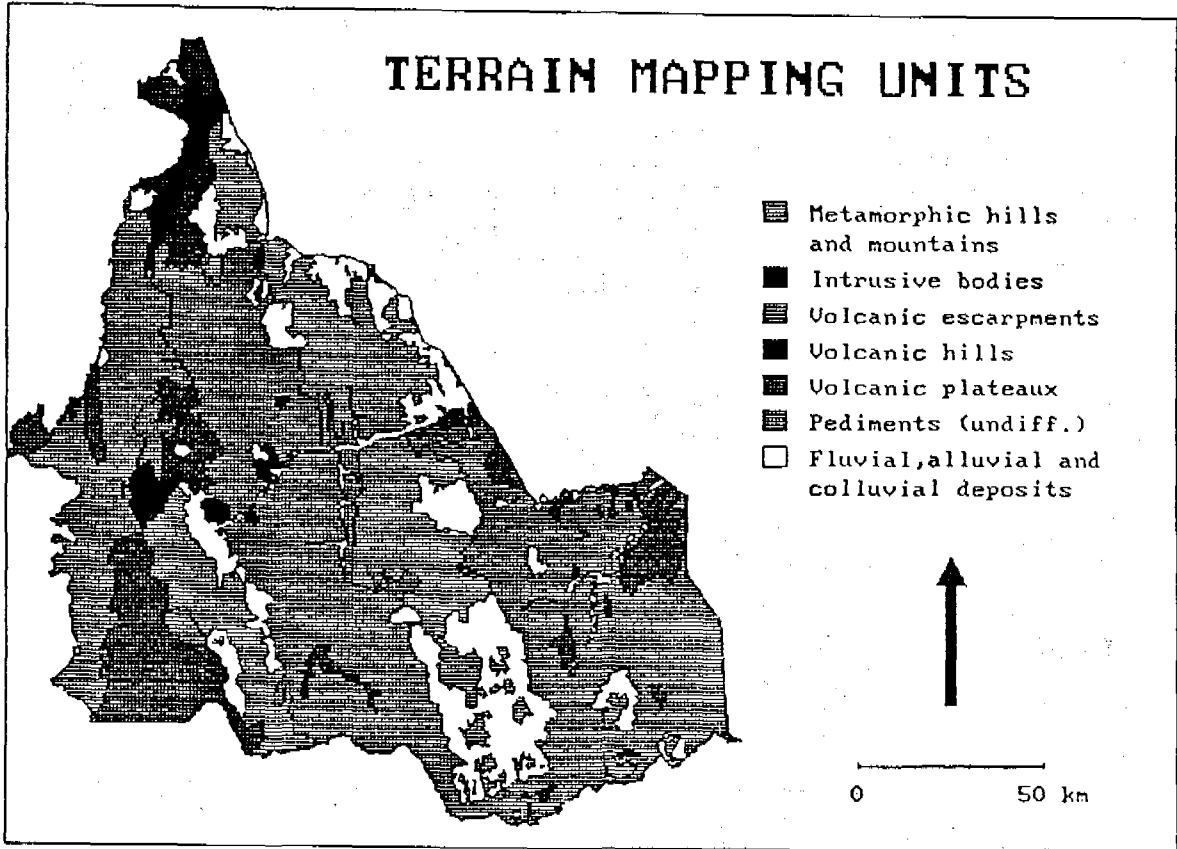 TERRAIN MAPPING UNITS
Metamorphic hills
and mountains
Intrusive bodies
Volcanic escarpments
Volcanic hills
Volcanic plateaux
Pediments (undiff.)
Fluvial,alluvial and
colluvial deposits
0 50 km